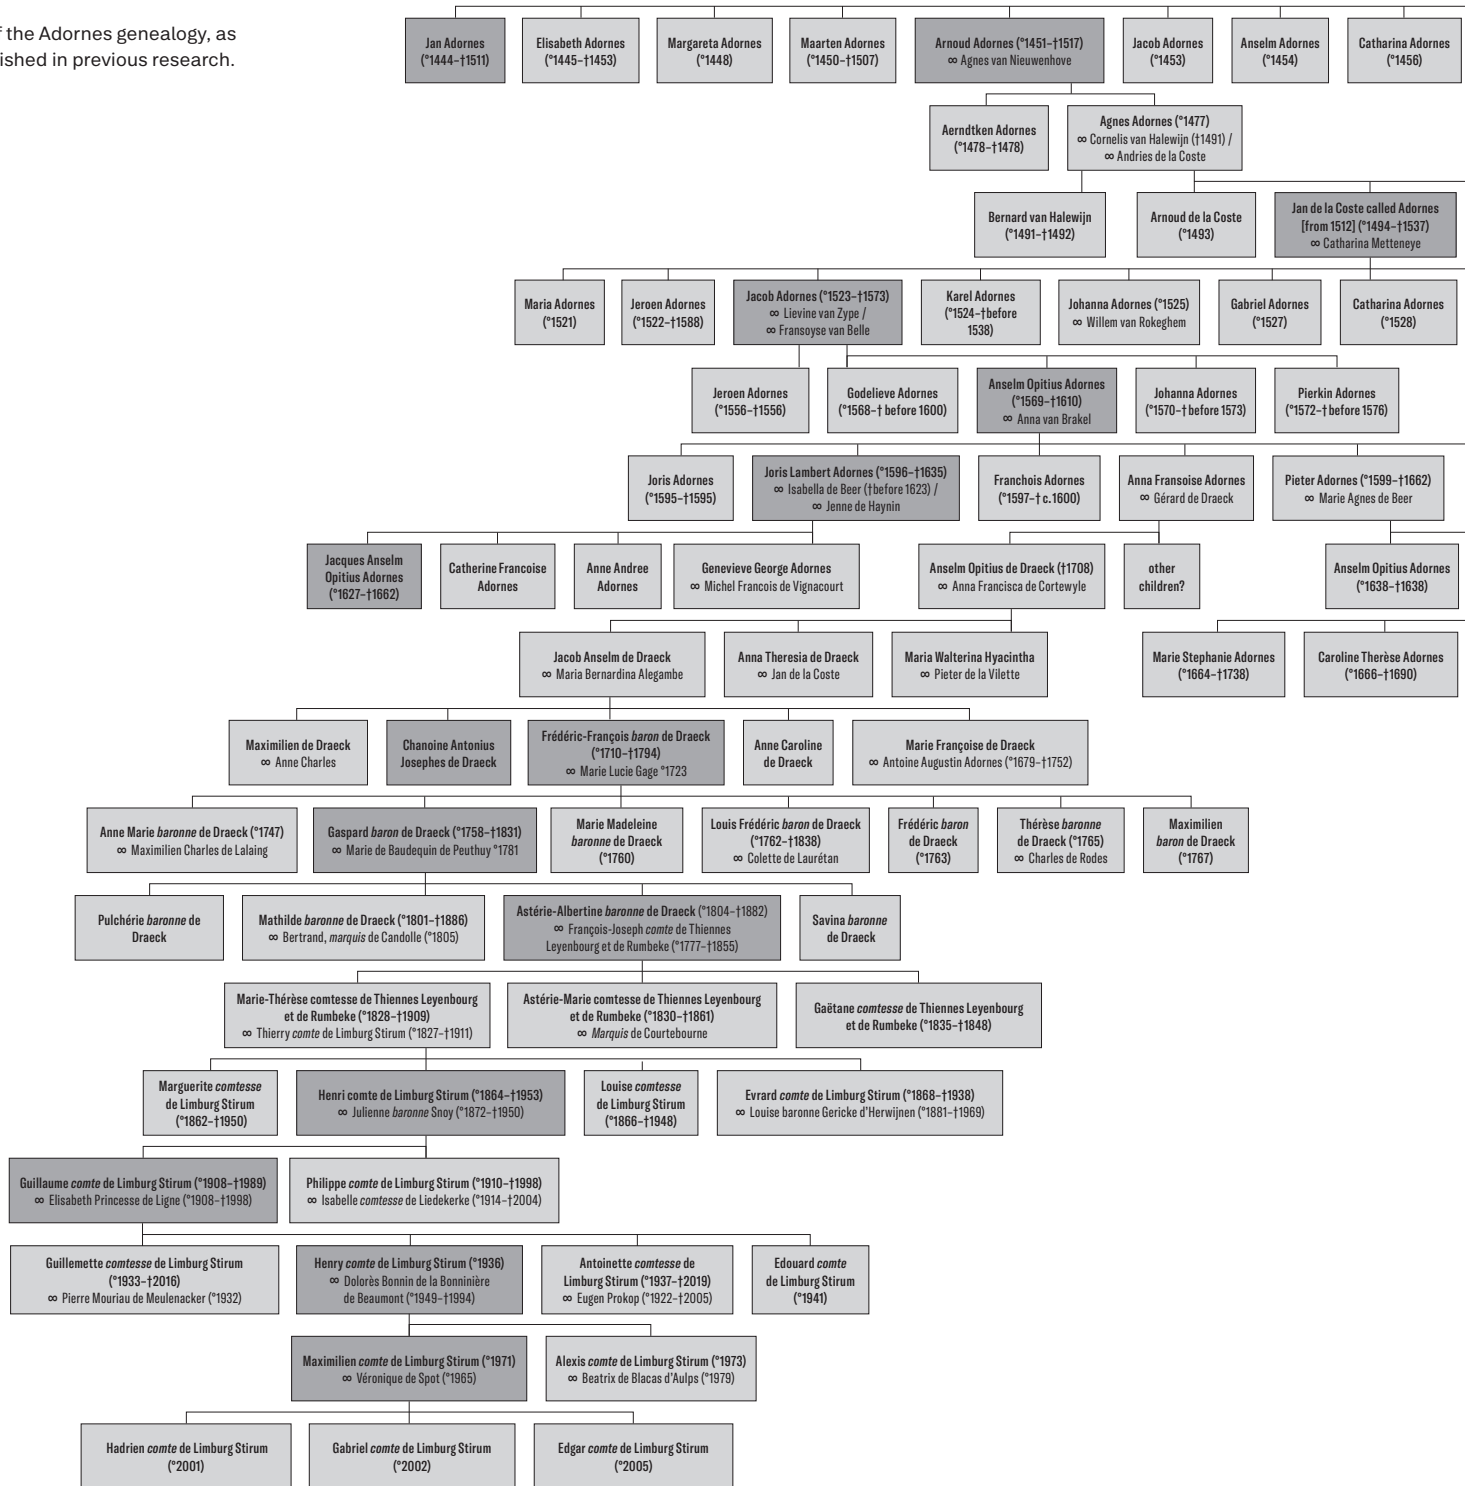 f the Adornes genealogy, as
ished in previous research.
Jan Adornes
(°1444–†1511)
Elisabeth Adornes
(°1445–†1453)
Margareta Adornes
(°1448)
Maarten Adornes
(°1450–†1507)
Arnoud Adornes (°1451–†1517)
∞ Agnes van Nieuwenhove
Jacob Adornes
(°1453)
Anselm Adornes
(°1454)
Catharina Adornes
(°1456)
Aerndtken Adornes
(°1478–†1478)
Agnes Adornes (°1477)
∞ Cornelis van Halewijn (†1491) /
∞ Andries de la Coste
Bernard van Halewijn
(°1491–†1492)
Arnoud de la Coste
(°1493)
Jan de la Coste called Adornes
[from 1512] (°1494–†1537)
∞ Catharina Metteneye
Maria Adornes
(°1521)
Jeroen Adornes
(°1522–†1588)
Jacob Adornes (°1523–†1573)
∞ Lievine van Zype /
∞ Fransoyse van Belle
Karel Adornes
(°1524–†before
1538)
Johanna Adornes (°1525)
∞ Willem van Rokeghem
Gabriel Adornes
(°1527)
Catharina Adornes
(°1528)
Jeroen Adornes
(°1556–†1556)
Godelieve Adornes
(°1568–† before 1600)
Anselm Opitius Adornes
(°1569–†1610)
∞ Anna van Brakel
Johanna Adornes
(°1570–† before 1573)
Pierkin Adornes
(°1572–† before 1576)
Joris Adornes
(°1595–†1595)
Joris Lambert Adornes (°1596–†1635)
∞ Isabella de Beer (†before 1623) /
∞ Jenne de Haynin
Franchois Adornes
(°1597–† c.1600)
Anna Fransoise Adornes
∞ Gérard de Draeck
Pieter Adornes (°1599–†1662)
∞ Marie Agnes de Beer
Jacques Anselm
Opitius Adornes
(°1627–†1662)
Catherine Francoise
Adornes
Anne Andree
Adornes
Genevieve George Adornes
∞ Michel Francois de Vignacourt
Anselm Opitius de Draeck (†1708)
∞ Anna Francisca de Cortewyle
other
children?
Anselm Opitius Adornes
(°1638–†1638)
Jacob Anselm de Draeck
∞ Maria Bernardina Alegambe
Anna Theresia de Draeck
∞ Jan de la Coste
Maria Walterina Hyacintha
∞ Pieter de la Vilette
Marie Stephanie Adornes
(°1664–†1738)
Caroline Therèse Adornes
(°1666–†1690)
Maximilien de Draeck
∞ Anne Charles
Chanoine Antonius
Josephes de Draeck
Frédéric-François baron de Draeck
(°1710–†1794)
∞ Marie Lucie Gage °1723
Anne Caroline
de Draeck
Marie Françoise de Draeck
∞ Antoine Augustin Adornes (°1679–†1752)
Anne Marie baronne de Draeck (°1747)
∞ Maximilien Charles de Lalaing
Gaspard baron de Draeck (°1758–†1831)
∞ Marie de Baudequin de Peuthuy °1781
Marie Madeleine
baronne de Draeck
(°1760)
Louis Frédéric baron de Draeck
(°1762–†1838)
∞ Colette de Laurétan
Frédéric baron
de Draeck
(°1763)
Thérèse baronne
de Draeck (°1765)
∞ Charles de Rodes
Maximilien
baron de Draeck
(°1767)
Pulchérie baronne de
Draeck
Mathilde baronne de Draeck (°1801–†1886)
∞ Bertrand, marquis de Candolle (°1805)
Astérie-Albertine baronne de Draeck (°1804–†1882)
∞ François-Joseph comte de Thiennes
Leyenbourg et de Rumbeke (°1777–†1855)
Savina baronne
de Draeck
Marie-Thérèse comtesse de Thiennes Leyenbourg
et de Rumbeke (°1828–†1909)
∞ Thierry comte de Limburg Stirum (°1827–†1911)
Astérie-Marie comtesse de Thiennes Leyenbourg
et de Rumbeke (°1830–†1861)
∞ Marquis de Courtebourne
Gaëtane comtesse de Thiennes Leyenbourg
et de Rumbeke (°1835–†1848)
Marguerite comtesse
de Limburg Stirum
(°1862–†1950)
Henri comte de Limburg Stirum (°1864–†1953)
∞ Julienne baronne Snoy (°1872–†1950)
Louise comtesse
de Limburg Stirum
(°1866–†1948)
Evrard comte de Limburg Stirum (°1868–†1938)
∞ Louise baronne Gericke d'Herwijnen (°1881–†1969)
Guillaume comte de Limburg Stirum (°1908–†1989)
∞ Elisabeth Princesse de Ligne (°1908–†1998)
Philippe comte de Limburg Stirum (°1910–†1998)
∞ Isabelle comtesse de Liedekerke (°1914–†2004)
Guillemette comtesse de Limburg Stirum
(°1933–†2016)
∞ Pierre Mouriau de Meulenacker (°1932)
Henry comte de Limburg Stirum (°1936)
∞ Dolorès Bonnin de la Bonninière
de Beaumont (°1949–†1994)
Antoinette comtesse de
Limburg Stirum (°1937–†2019)
∞ Eugen Prokop (°1922–†2005)
Edouard comte
de Limburg Stirum
(°1941)
Maximilien comte de Limburg Stirum (°1971)
∞ Véronique de Spot (°1965)
Alexis comte de Limburg Stirum (°1973)
∞ Beatrix de Blacas d'Aulps (°1979)
Hadrien comte de Limburg Stirum
(°2001)
Gabriel comte de Limburg Stirum
(°2002)
Edgar comte de Limburg Stirum
(°2005)